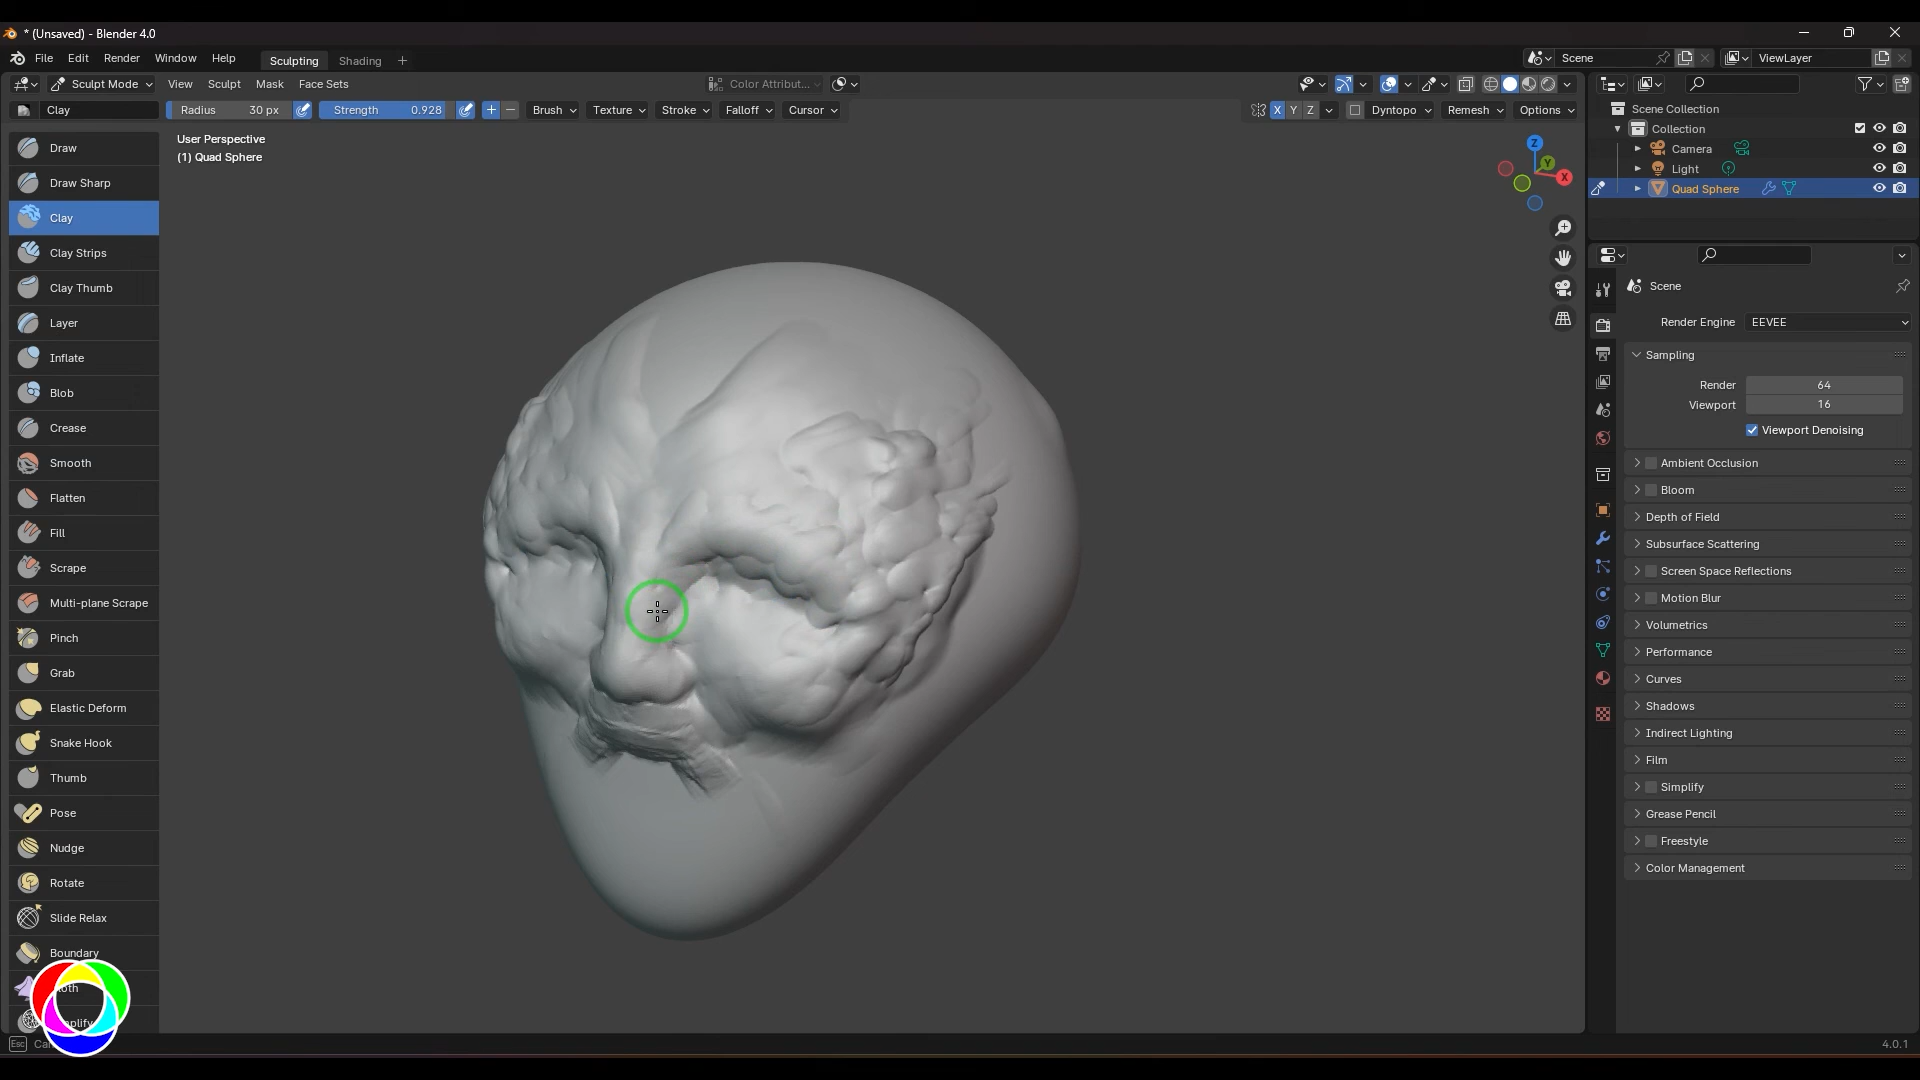 * (Unsaved) - Blender 4.0
File Edit Render Window Help Sculpting Shading + Scene ViewLayer
Sculpt Mode View Sculpt Mask Face Sets Color Attribut...
Clay Radius 30 px Strength 0.928 + − Brush Texture Stroke Falloff Cursor X Y Z Dyntopo Remesh Options
User Perspective
(1) Quad Sphere
Z
Y
X
Draw
Draw Sharp
Clay
Clay Strips
Clay Thumb
Layer
Inflate
Blob
Crease
Smooth
Flatten
Fill
Scrape
Multi-plane Scrape
Pinch
Grab
Elastic Deform
Snake Hook
Thumb
Pose
Nudge
Rotate
Slide Relax
Boundary
Scene Collection
Collection
Camera
Light
Quad Sphere
Scene
Render Engine EEVEE
Sampling
Render 64
Viewport 16
Viewport Denoising
Ambient Occlusion
Bloom
Depth of Field
Subsurface Scattering
Screen Space Reflections
Motion Blur
Volumetrics
Performance
Curves
Shadows
Indirect Lighting
Film
Simplify
Grease Pencil
Freestyle
Color Management
Esc
4.0.1